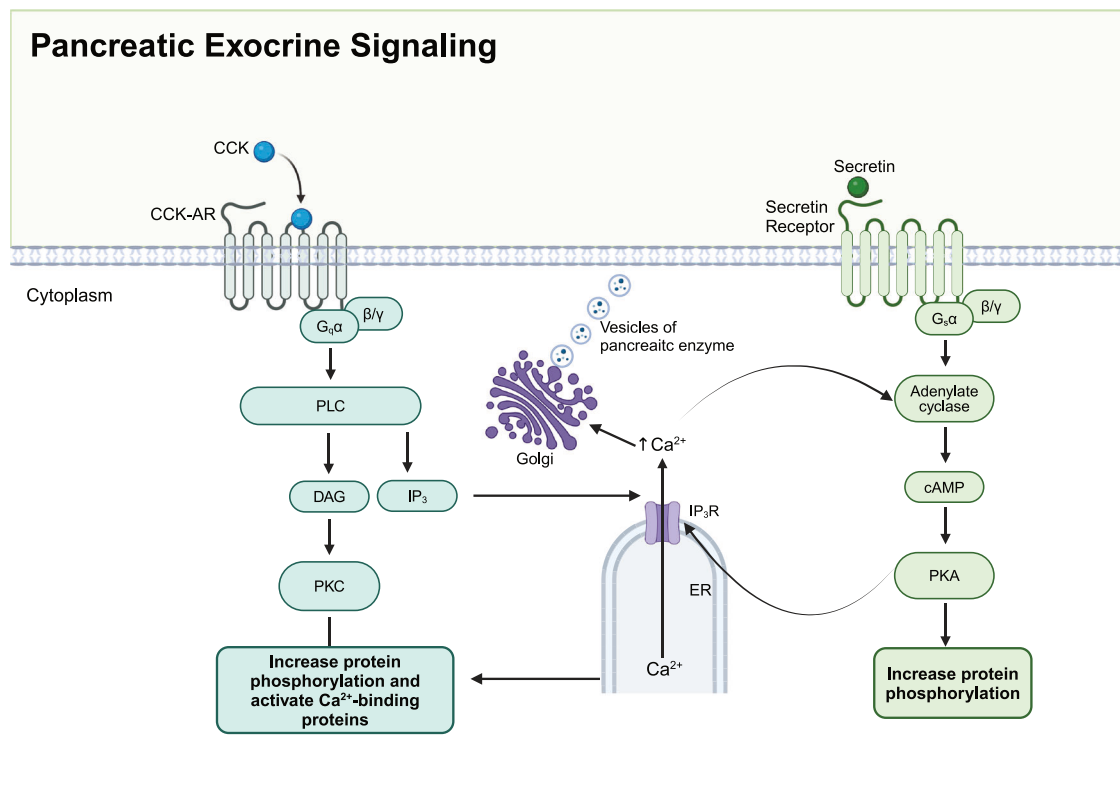 Pancreatic Exocrine Signaling
CCK
CCK-AR
Secretin
Secretin
Receptor
Cytoplasm
Gqα
β/γ
Gsα
β/γ
Vesicles of
pancreaitc enzyme
PLC
Adenylate
cyclase
Golgi
↑Ca²⁺
DAG
IP₃
cAMP
IP₃R
PKC
ER
PKA
Ca²⁺
Increase protein
phosphorylation and
activate Ca²⁺-binding
proteins
Increase protein
phosphorylation